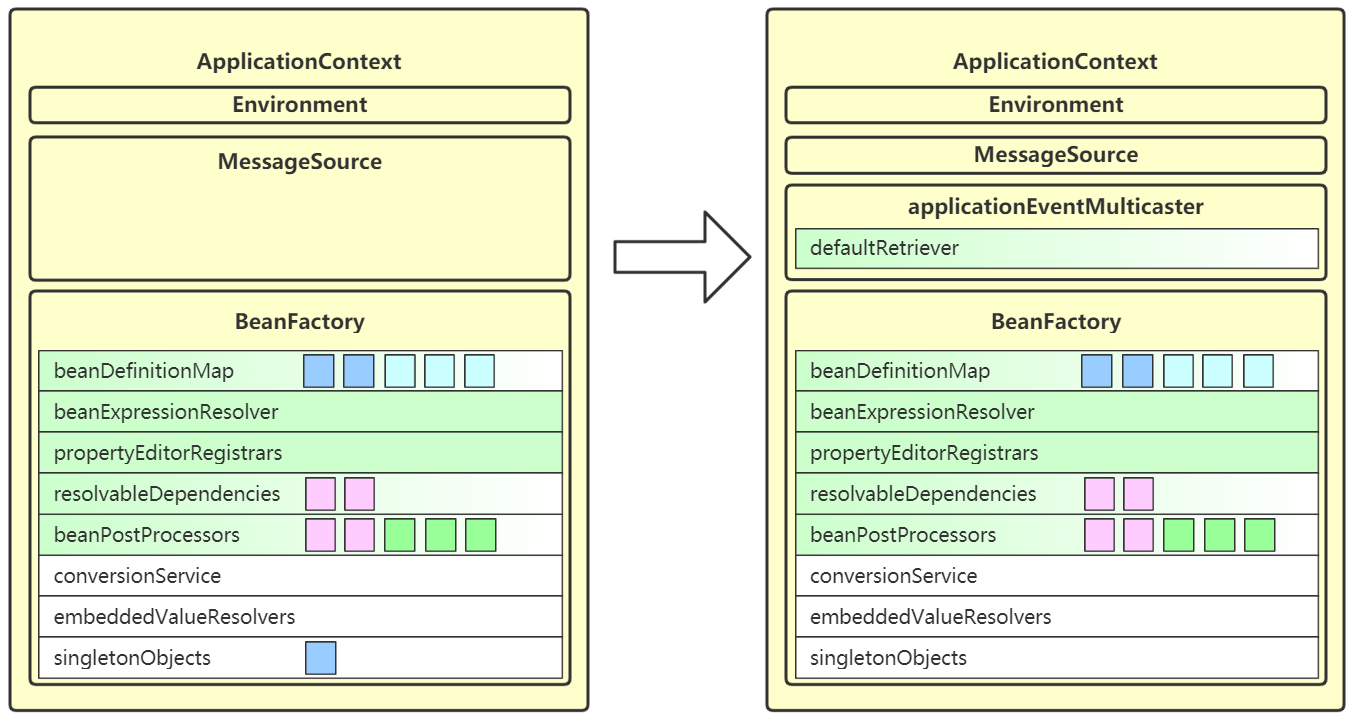 ApplicationContext
Environment
MessageSource
BeanFactory
beanDefinitionMap
beanExpressionResolver
propertyEditorRegistrars
resolvableDependencies
beanPostProcessors
conversionService
embeddedValueResolvers
singletonObjects
ApplicationContext
Environment
MessageSource
applicationEventMulticaster
defaultRetriever
BeanFactory
beanDefinitionMap
beanExpressionResolver
propertyEditorRegistrars
resolvableDependencies
beanPostProcessors
conversionService
embeddedValueResolvers
singletonObjects